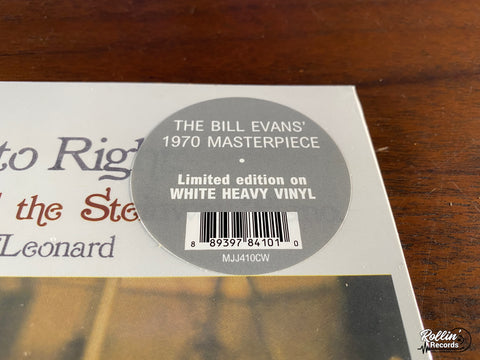 to Righ
THE BILL EVANS'
1970 MASTERPIECE
the Ste
Limited edition on
WHITE HEAVY VINYL
Leonard
8 89397 84101 0
MJJ410CW
Rollin'
Records